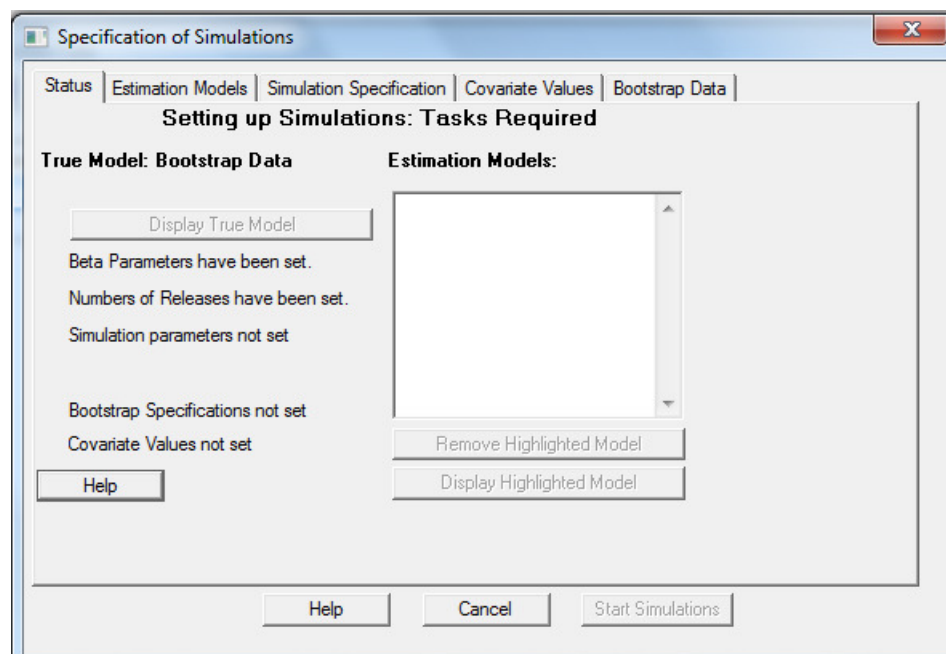 Specification of Simulations
Status Estimation Models Simulation Specification Covariate Values Bootstrap Data
Setting up Simulations: Tasks Required
True Model: Bootstrap Data Estimation Models:
Display True Model
Beta Parameters have been set.
Numbers of Releases have been set.
Simulation parameters not set
Bootstrap Specifications not set
Covariate Values not set Remove Highlighted Model
Help Display Highlighted Model
Help Cancel Start Simulations